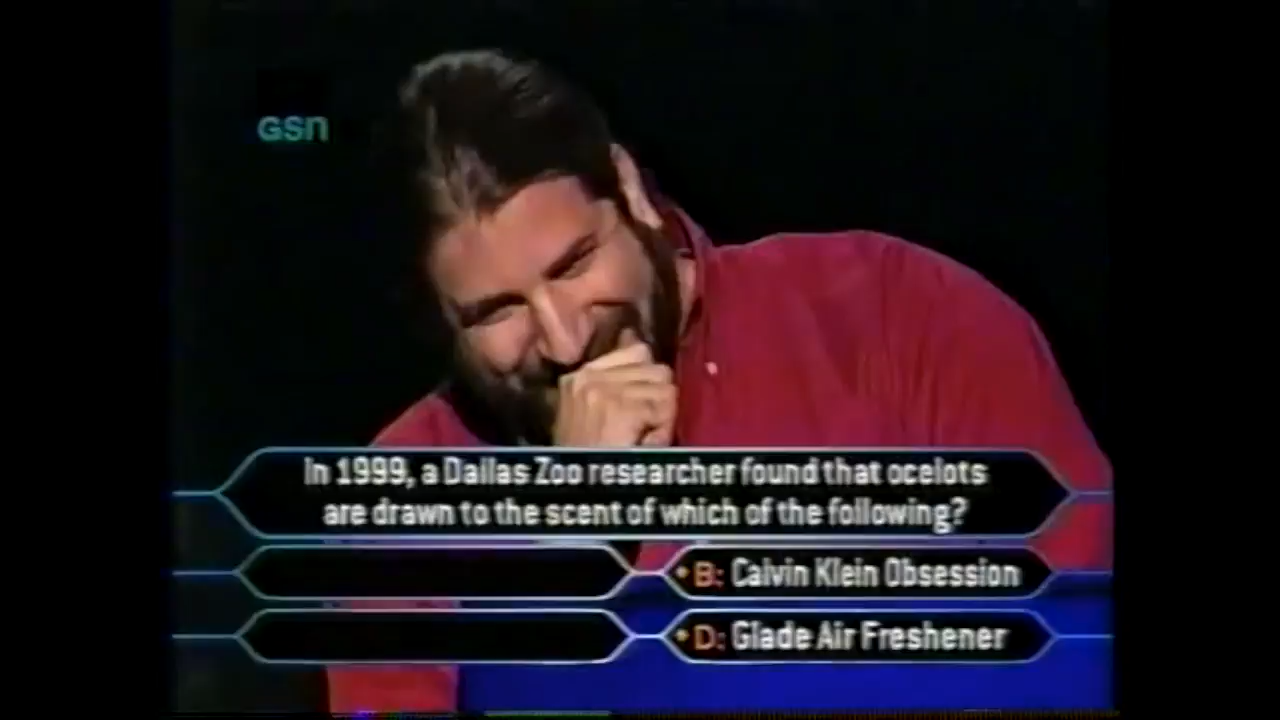 GSN
In 1999, a Dallas Zoo researcher found that ocelots
are drawn to the scent of which of the following?
B: Calvin Klein Obsession
D: Glade Air Freshener